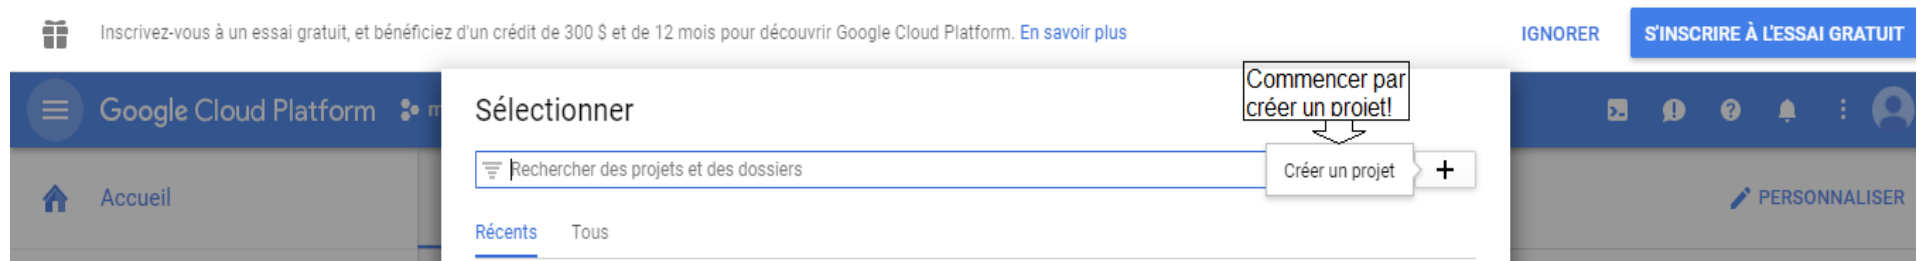 Inscrivez-vous à un essai gratuit, et bénéficiez d'un crédit de 300 $ et de 12 mois pour découvrir Google Cloud Platform. En savoir plus
IGNORER
S'INSCRIRE À L'ESSAI GRATUIT
Google Cloud Platform
Sélectionner
Commencer par
créer un projet!
Rechercher des projets et des dossiers
Créer un projet
+
Accueil
PERSONNALISER
Récents
Tous